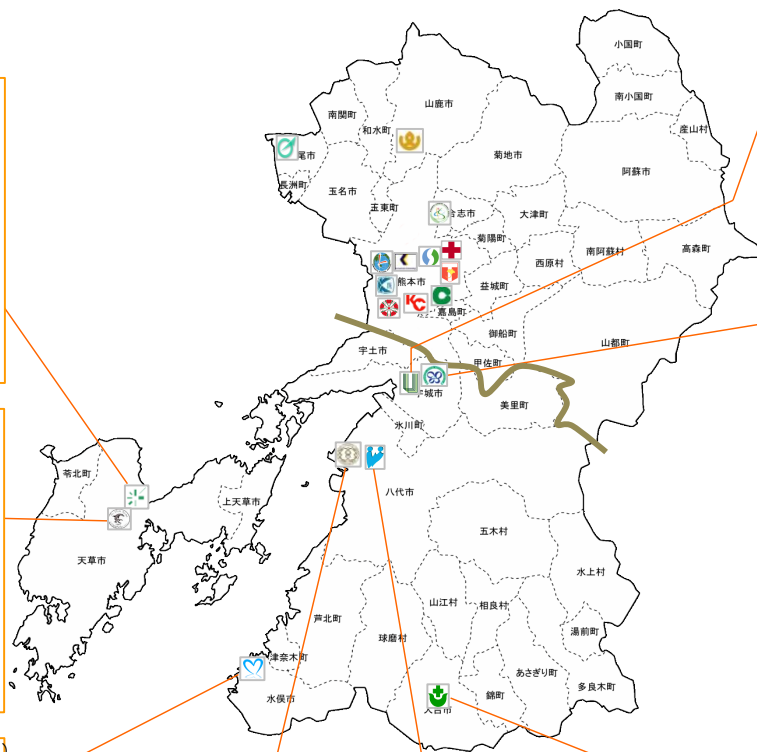 小国町
南小国町
山鹿市
南関町
和水町
産山村
菊地市
尾市
阿蘇市
長洲町
玉名市
玉東町
合志市
大津町
菊陽町
南阿蘇村
高森町
西原村
熊本市
益城町
KC
C
嘉島町
御船町
山都町
宇土市
甲佐町
宇城市
美里町
氷川町
苓北町
八代市
上天草市
五木村
天草市
水上村
山江村
相良村
芦北町
湯前町
球磨村
津奈木町
あさぎり町
多良木町
水俣市
錦町
人吉市
)